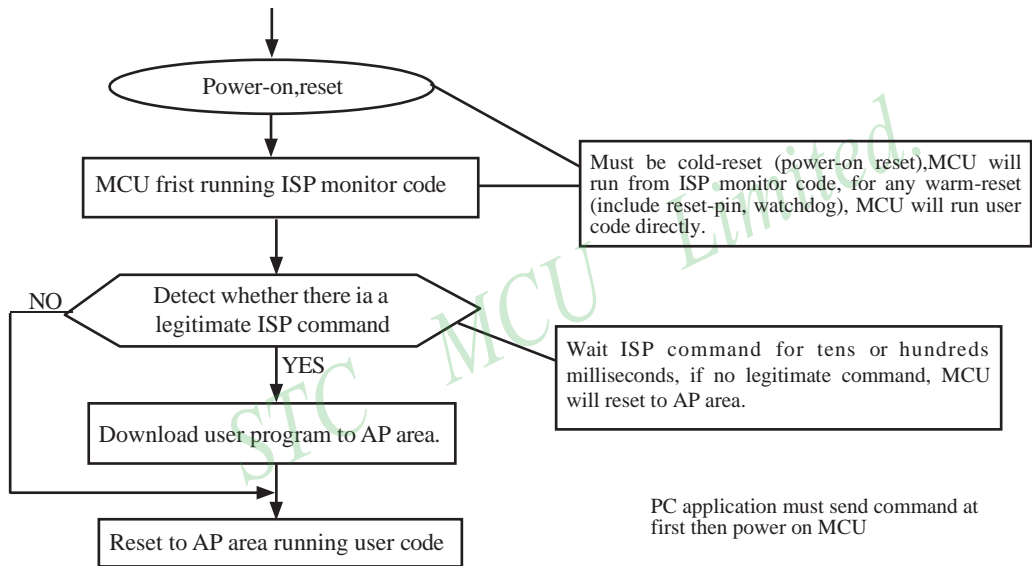 Power-on,reset
Must be cold-reset (power-on reset),MCU will
run from ISP monitor code, for any warm-reset
(include reset-pin, watchdog), MCU will run user
code directly.
MCU frist running ISP monitor code
NO
Detect whether there ia a
legitimate ISP command
YES
Wait ISP command for tens or hundreds
milliseconds, if no legitimate command, MCU
will reset to AP area.
Download user program to AP area.
PC application must send command at
first then power on MCU
Reset to AP area running user code
STC MCU Limited.